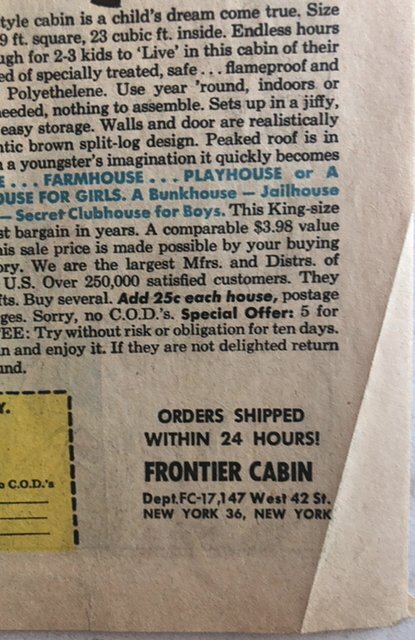 tyle cabin is a child's dream come true. Size
9 ft. square, 23 cubic ft. inside. Endless hours
ugh for 2-3 kids to 'Live' in this cabin of their
ed of specially treated, safe . . . flameproof and
Polyethelene. Use year 'round, indoors or
eeded, nothing to assemble. Sets up in a jiffy,
easy storage. Walls and door are realistically
ntic brown split-log design. Peaked roof is in
a youngster's imagination it quickly becomes
E . . . FARMHOUSE . . . PLAYHOUSE or A
OUSE FOR GIRLS. A Bunkhouse — Jailhouse
— Secret Clubhouse for Boys. This King-size
st bargain in years. A comparable $3.98 value
is sale price is made possible by your buying
ory. We are the largest Mfrs. and Distrs. of
U.S. Over 250,000 satisfied customers. They
fts. Buy several. Add 25c each house, postage
ges. Sorry, no C.O.D.'s. Special Offer: 5 for
EE: Try without risk or obligation for ten days.
n and enjoy it. If they are not delighted return
und.
Y.
o C.O.D.'s
ORDERS SHIPPED
WITHIN 24 HOURS!
FRONTIER CABIN
Dept.FC-17,147 West 42 St.
NEW YORK 36, NEW YORK